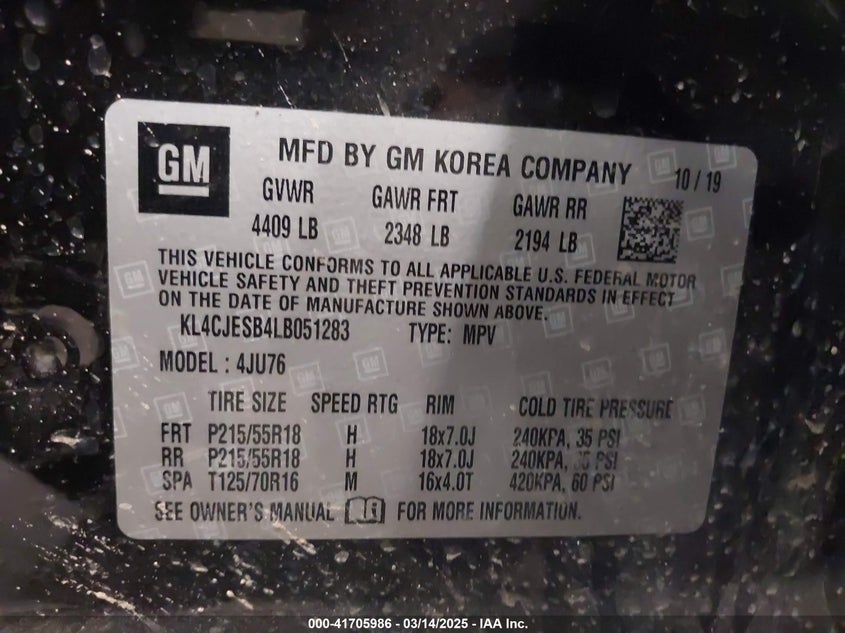 GM
MFD BY GM KOREA COMPANY 10 / 19
GVWR GAWR FRT GAWR RR
4409 LB 2348 LB 2194 LB
THIS VEHICLE CONFORMS TO ALL APPLICABLE U.S. FEDERAL MOTOR
VEHICLE SAFETY AND THEFT PREVENTION STANDARDS IN EFFECT
ON THE DATE OF MANUFACTURE SHOWN ABOVE.
KL4CJESB4LB051283 TYPE: MPV
MODEL : 4JU76
TIRE SIZE SPEED RTG RIM COLD TIRE PRESSURE
FRT P215/55R18 H 18x7.0J 240KPA, 35 PSI
RR P215/55R18 H 18x7.0J 240KPA, 35 PSI
SPA T125/70R16 M 16x4.0T 420KPA, 60 PSI
SEE OWNER'S MANUAL FOR MORE INFORMATION.
000-41705986 - 03/14/2025 - IAA Inc.